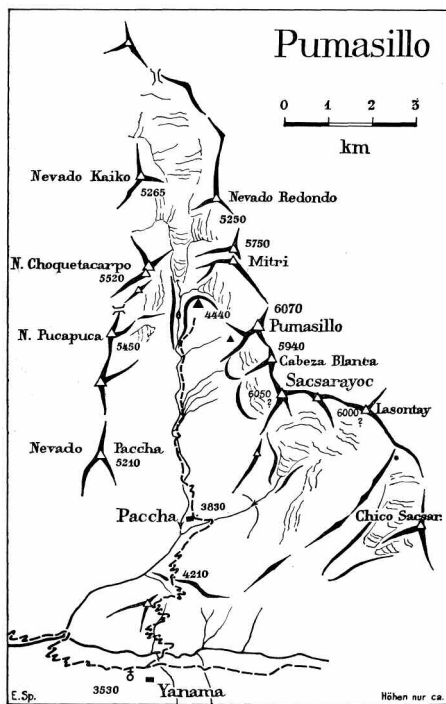 Pumasillo
0 1 2 3
km
Nevado Kaiko
5265
Nevado Redondo
5250
5750
Mitri
N. Choquetacarpo
5520
6070
4440
Pumasillo
N. Pucapuca
5450
5940
Cabeza Blanca
Sacsarayoc
6050
?
6000
?
Lasontay
Nevado Paccha
5210
3830
Paccha
Chico Sacsar.
4210
3530
Yanama
E.Sp.
Höhen nur ca.